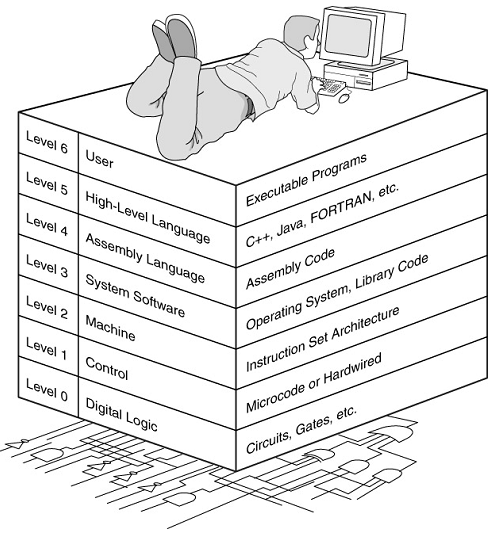 Level 6 User Executable Programs
Level 5 High-Level Language C++, Java, FORTRAN, etc.
Level 4 Assembly Language Assembly Code
Level 3 System Software Operating System, Library Code
Level 2 Machine Instruction Set Architecture
Level 1 Control Microcode or Hardwired
Level 0 Digital Logic Circuits, Gates, etc.